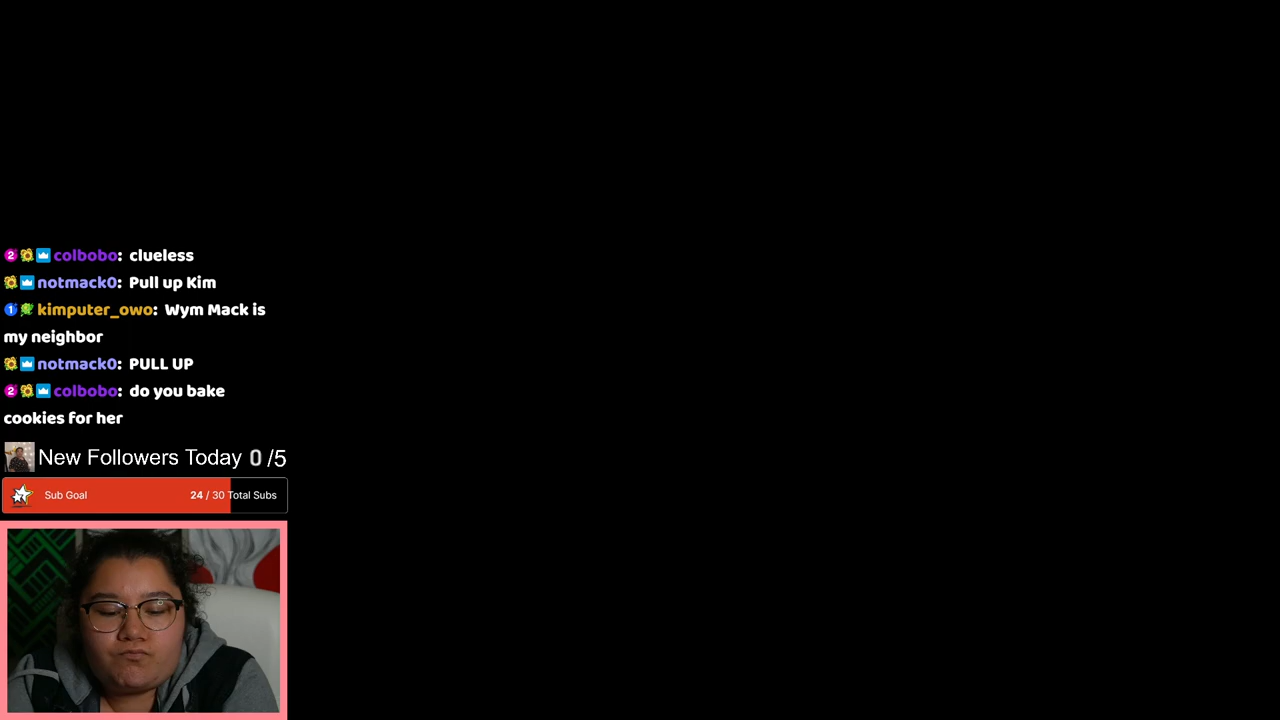 colbobo: clueless
notmack0: Pull up Kim
kimputer_owo: Wym Mack is
my neighbor
notmack0: PULL UP
colbobo: do you bake
cookies for her
New Followers Today 0 /5
Sub Goal 24 / 30 Total Subs